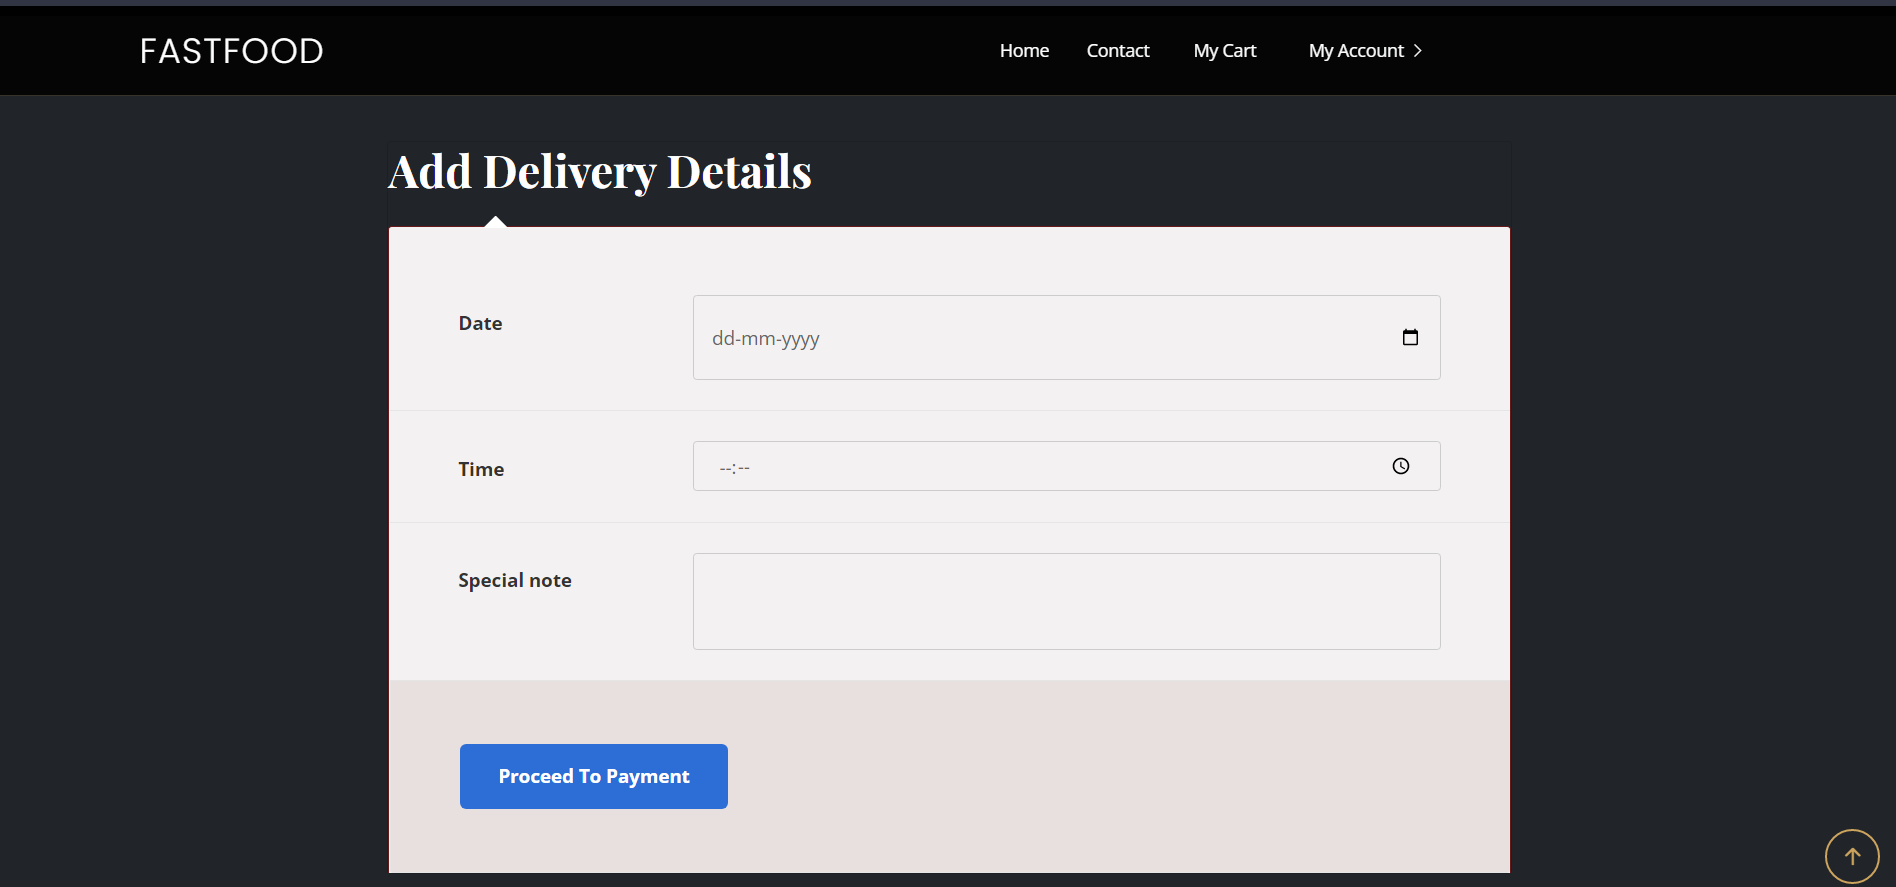 FASTFOOD
Home Contact My Cart My Account
Add Delivery Details
Date
dd-mm-yyyy
Time
--:--
Special note
Proceed To Payment